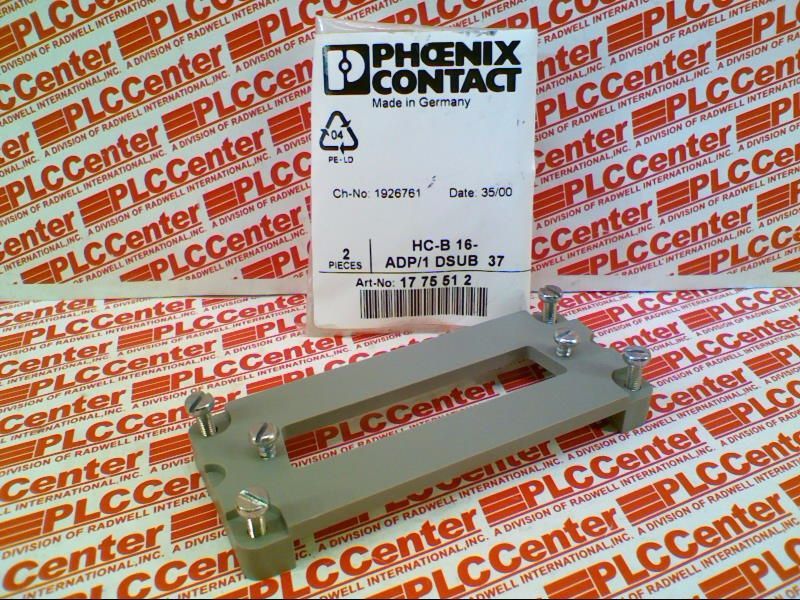 PHŒNIX
CONTACT
Made in Germany
04
PE-LD
Ch-No: 1926761 Date: 35/00
2
PIECES
HC-B 16-
ADP/1 DSUB 37
Art-No: 17 75 51 2
PLCCenter
A DIVISION OF RADWELL INTERNATIONAL, INC.